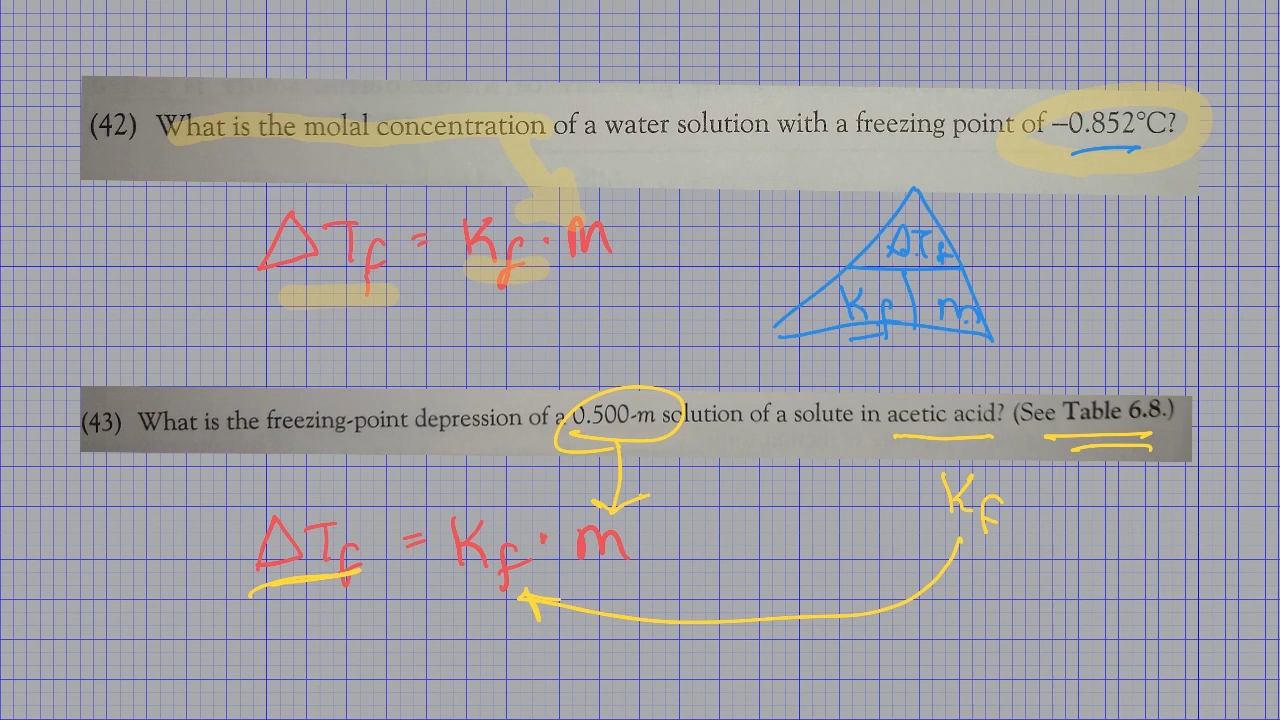 (42) What is the molal concentration of a water solution with a freezing point of −0.852°C?
ΔTf = Kf · m
ΔTf
Kf m
(43) What is the freezing-point depression of a 0.500-m solution of a solute in acetic acid? (See Table 6.8.)
Kf
ΔTf = Kf · m